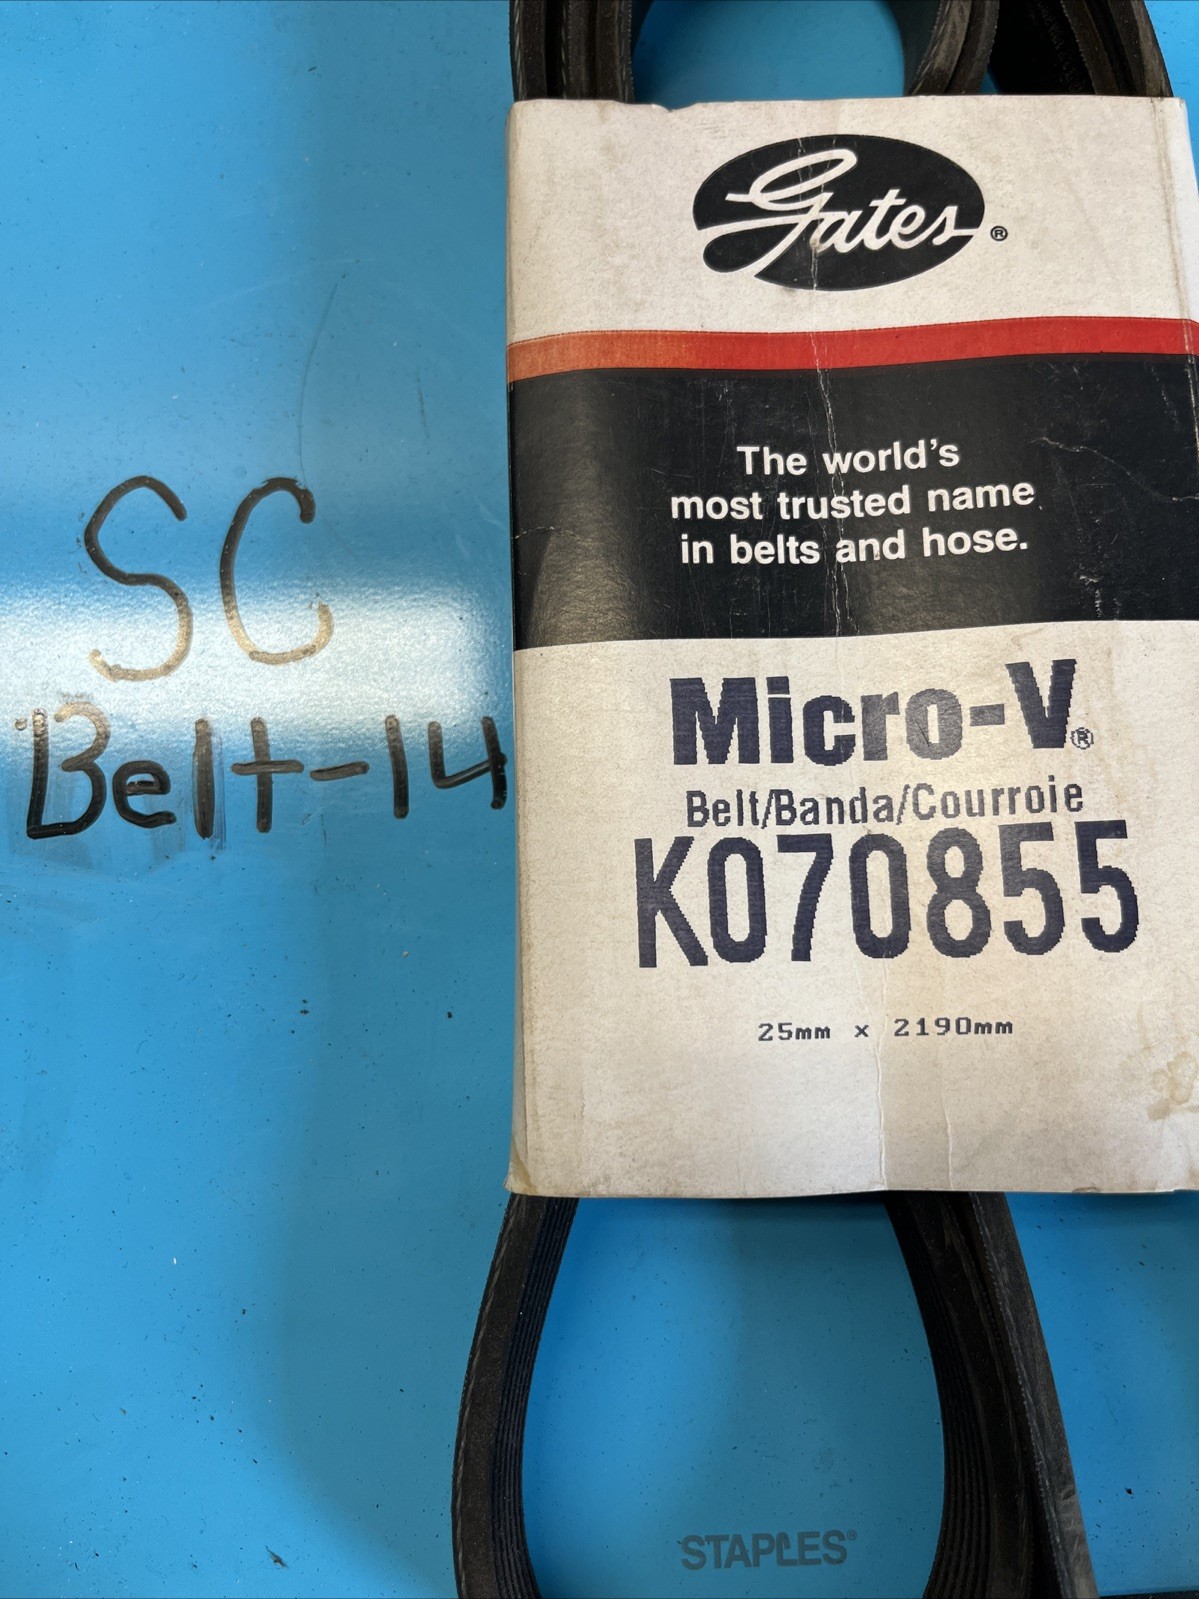 Gates®
The world's
most trusted name
in belts and hose.
SC
Belt-14
Micro-V®
Belt/Banda/Courroie
K070855
25mm x 2190mm
STAPLES®